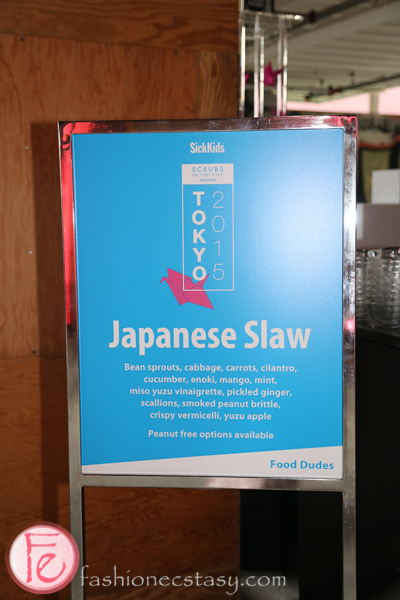 SickKids
SCRUBS
IN THE CITY
PRESENTS
TOKYO
2015
Japanese Slaw
Bean sprouts, cabbage, carrots, cilantro,
cucumber, enoki, mango, mint,
miso yuzu vinaigrette, pickled ginger,
scallions, smoked peanut brittle,
crispy vermicelli, yuzu apple
Peanut free options available
Food Dudes
Fe
fashionecstasy.com